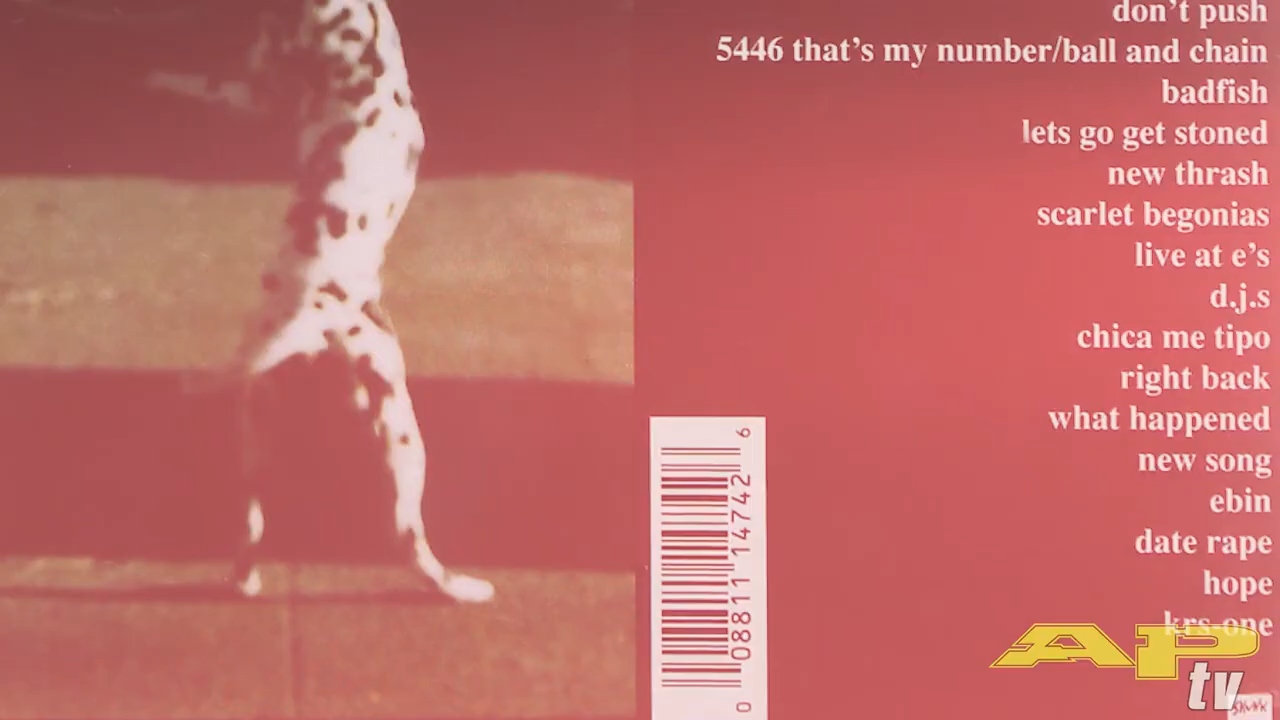 don't push
5446 that's my number/ball and chain
badfish
lets go get stoned
new thrash
scarlet begonias
live at e's
d.j.s
chica me tipo
right back
what happened
new song
ebin
date rape
hope
krs-one
0 08811 14742 6
AP
tv
SKUNK